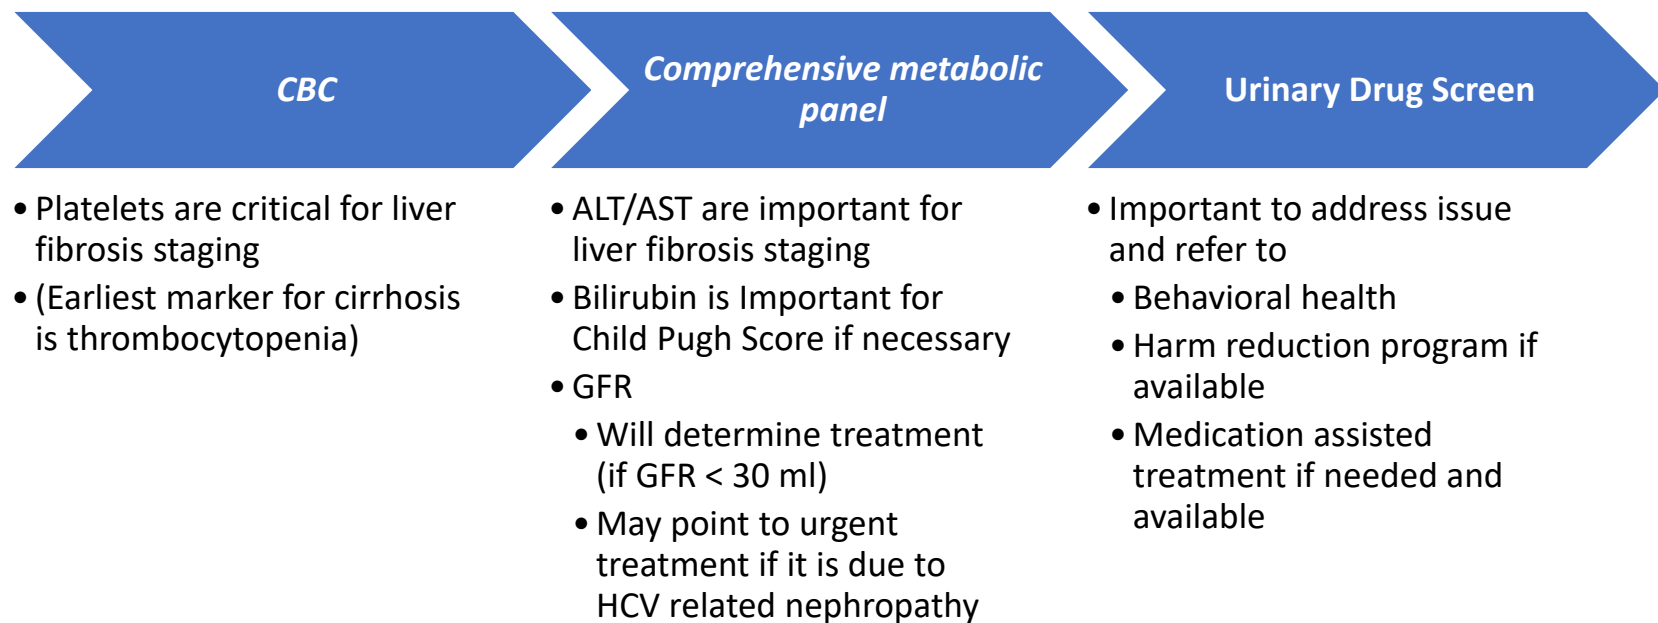 CBC
• Platelets are critical for liver
fibrosis staging
• (Earliest marker for cirrhosis
is thrombocytopenia)
Comprehensive metabolic
panel
• ALT/AST are important for
liver fibrosis staging
• Bilirubin is Important for
Child Pugh Score if necessary
• GFR
• Will determine treatment
(if GFR < 30 ml)
• May point to urgent
treatment if it is due to
HCV related nephropathy
Urinary Drug Screen
• Important to address issue
and refer to
• Behavioral health
• Harm reduction program if
available
• Medication assisted
treatment if needed and
available